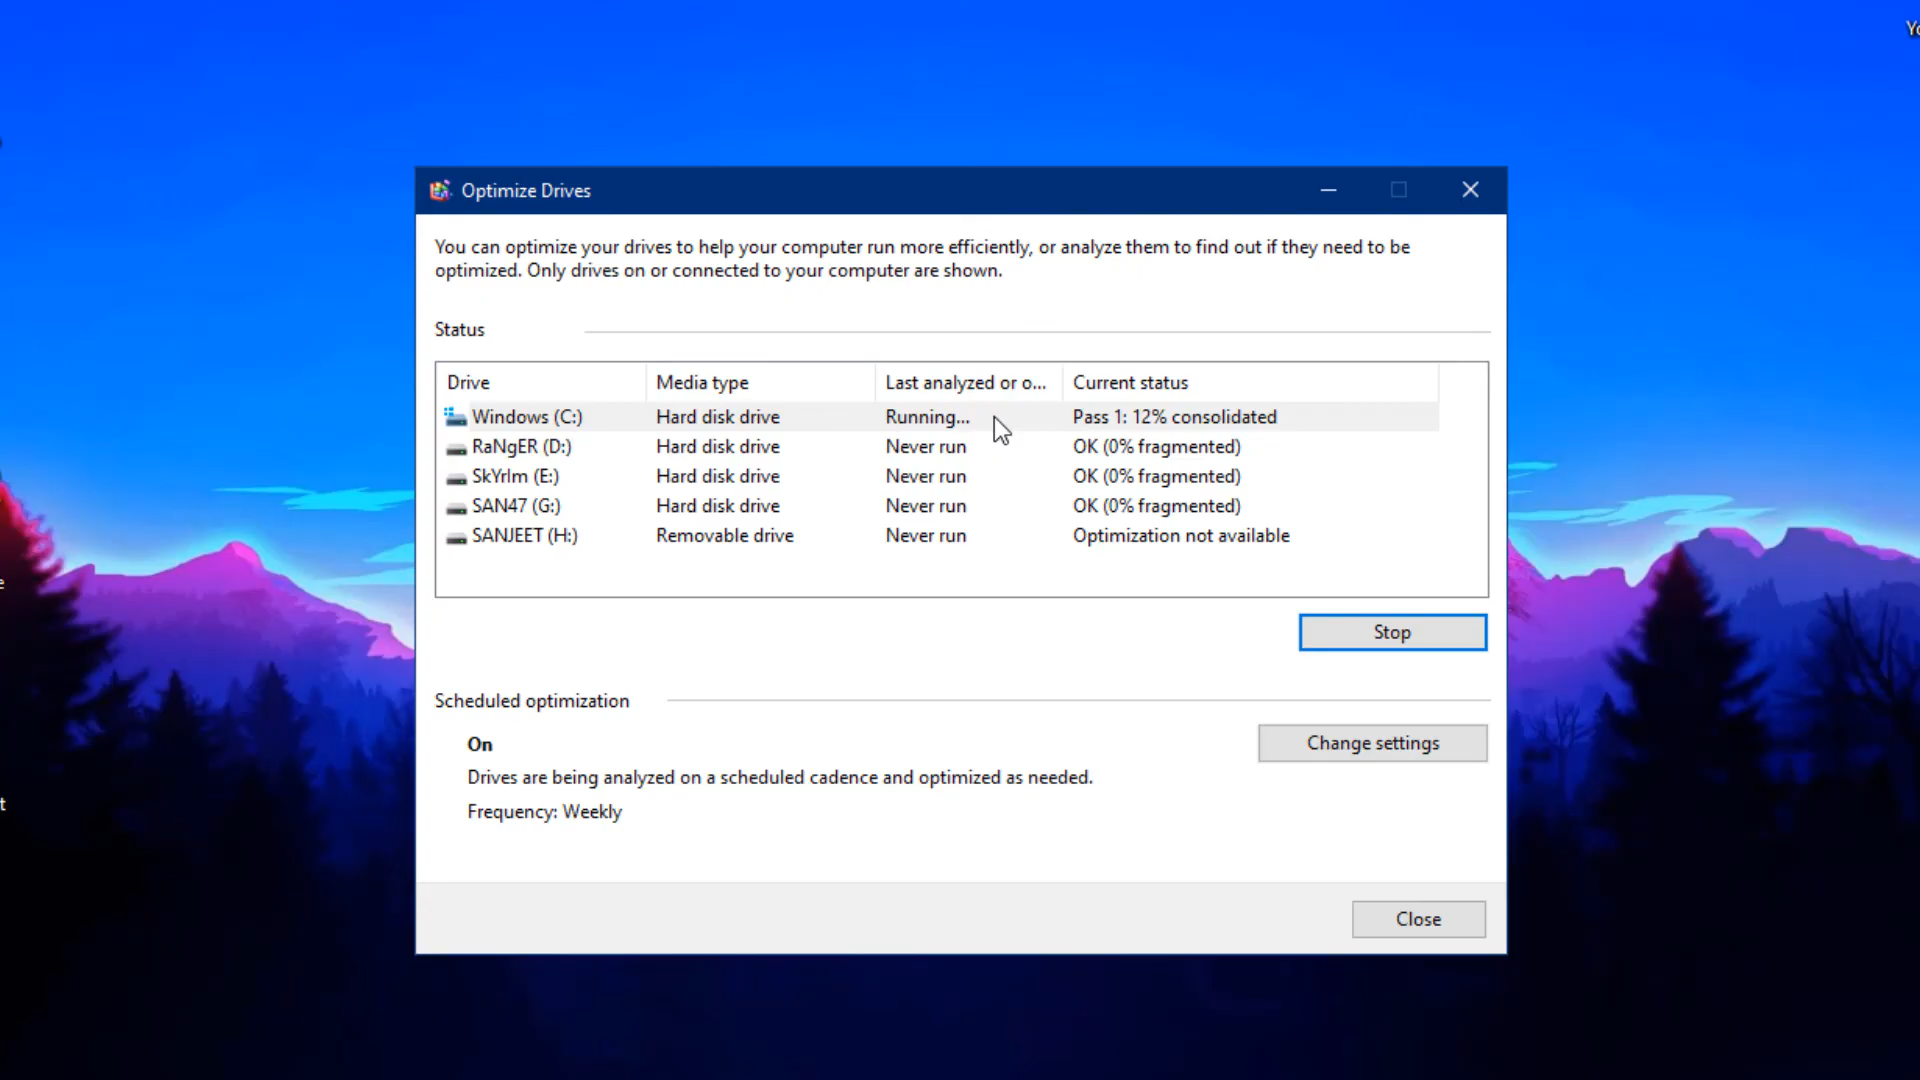 Yo
Optimize Drives
You can optimize your drives to help your computer run more efficiently, or analyze them to find out if they need to be
optimized. Only drives on or connected to your computer are shown.
Status
Drive Media type Last analyzed or o... Current status
Windows (C:) Hard disk drive Running... Pass 1: 12% consolidated
RaNgER (D:) Hard disk drive Never run OK (0% fragmented)
SkYrIm (E:) Hard disk drive Never run OK (0% fragmented)
SAN47 (G:) Hard disk drive Never run OK (0% fragmented)
SANJEET (H:) Removable drive Never run Optimization not available
e
Stop
Scheduled optimization
On
Change settings
Drives are being analyzed on a scheduled cadence and optimized as needed.
t
Frequency: Weekly
Close